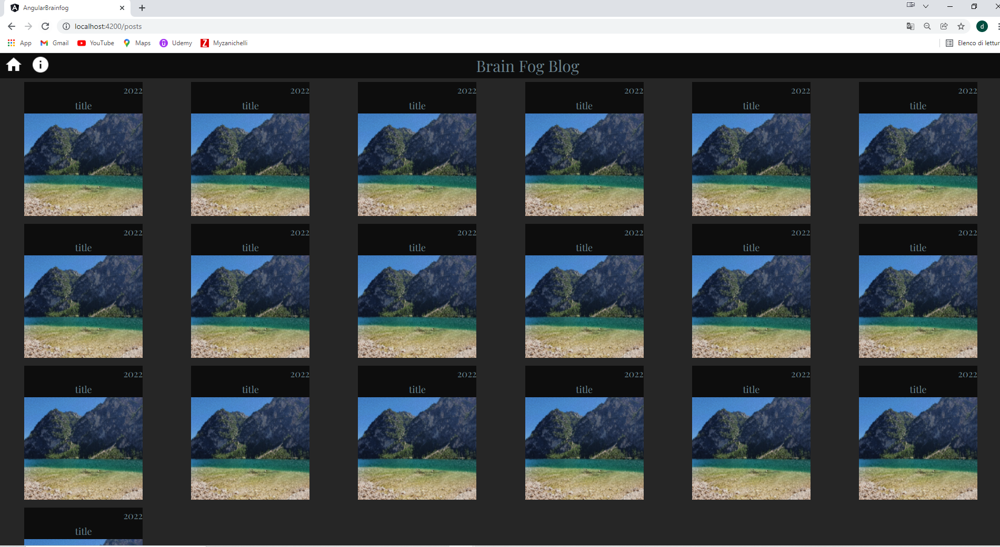 AngularBrainfog
localhost:4200/posts
d
App Gmail YouTube Maps Udemy Myzanichelli Elenco di lettur
Brain Fog Blog
2022 2022 2022 2022 2022 2022
title title title title title title
2022 2022 2022 2022 2022 2022
title title title title title title
2022 2022 2022 2022 2022 2022
title title title title title title
2022
title